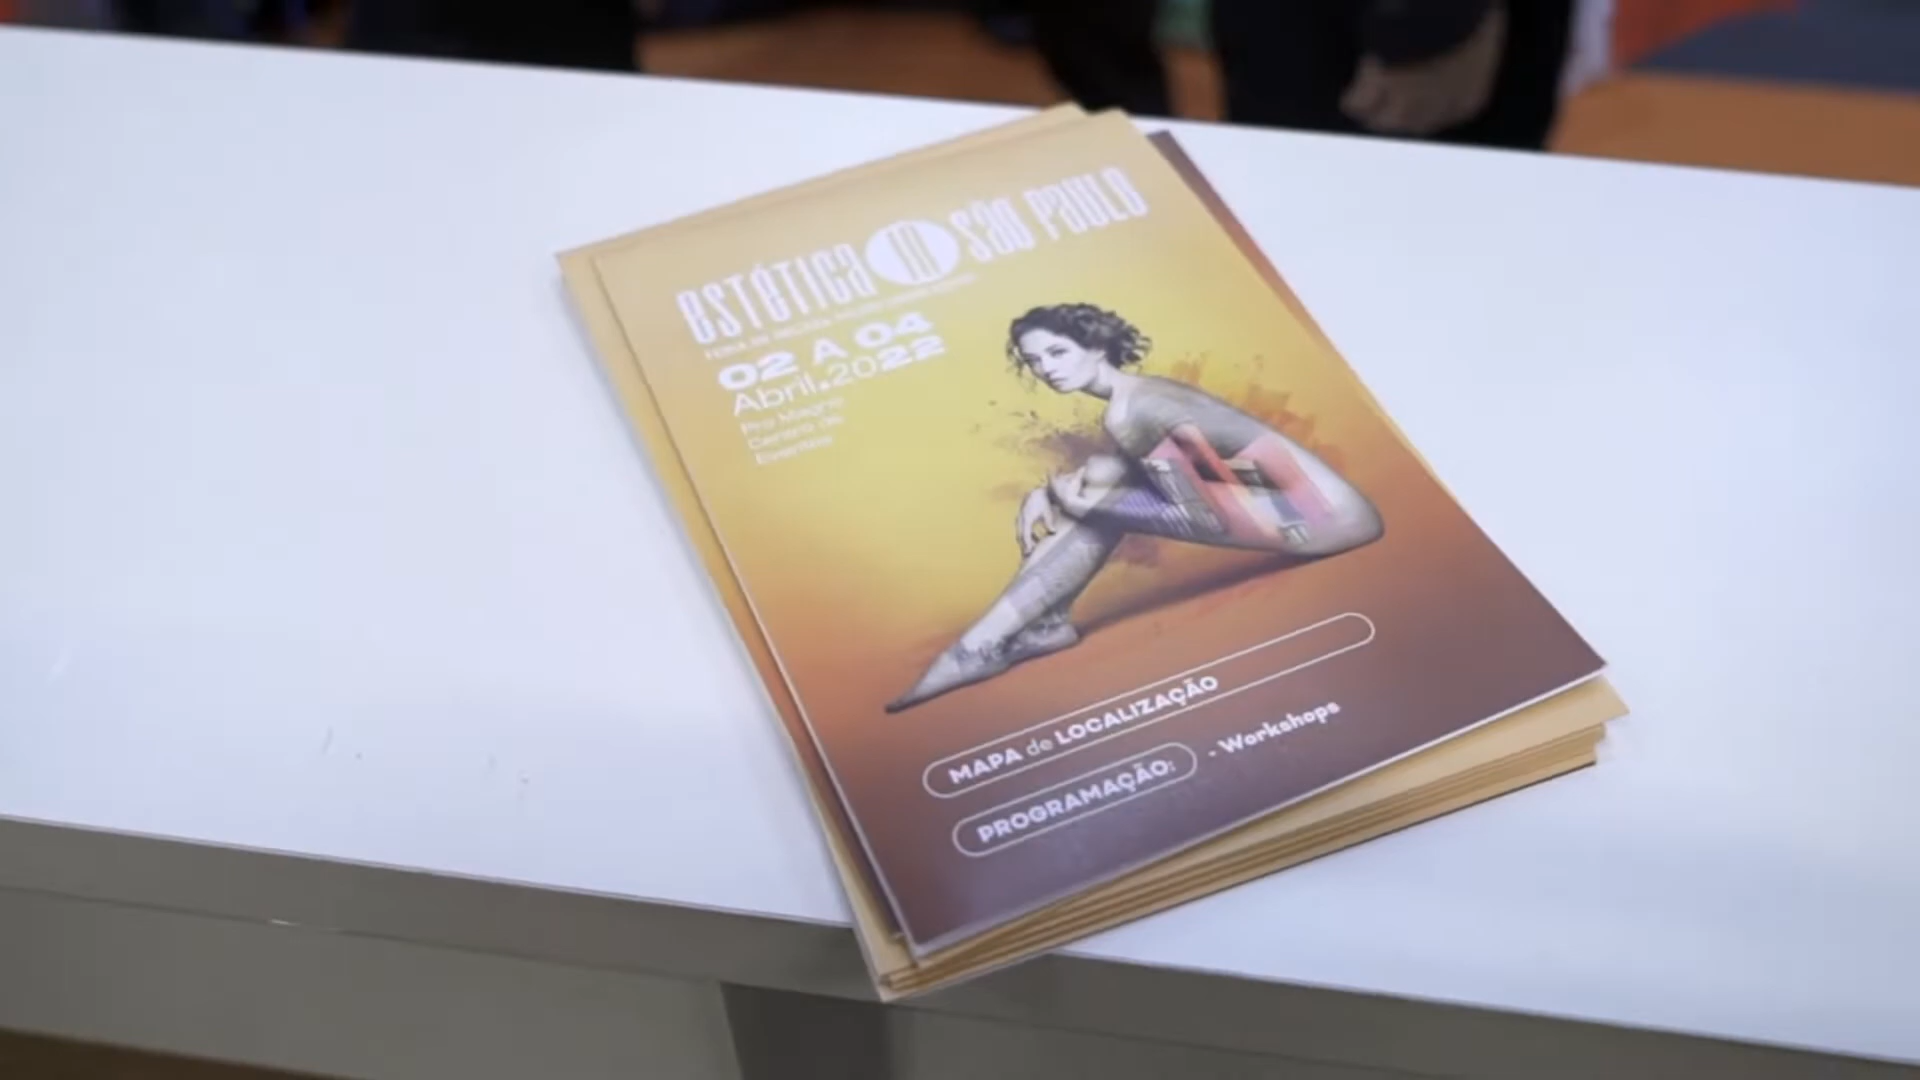 estética são paulo
02 A 04
Abril.2022
Pro Magno
Centro de
Eventos
MAPA de LOCALIZAÇÃO
PROGRAMAÇÃO: - Workshops